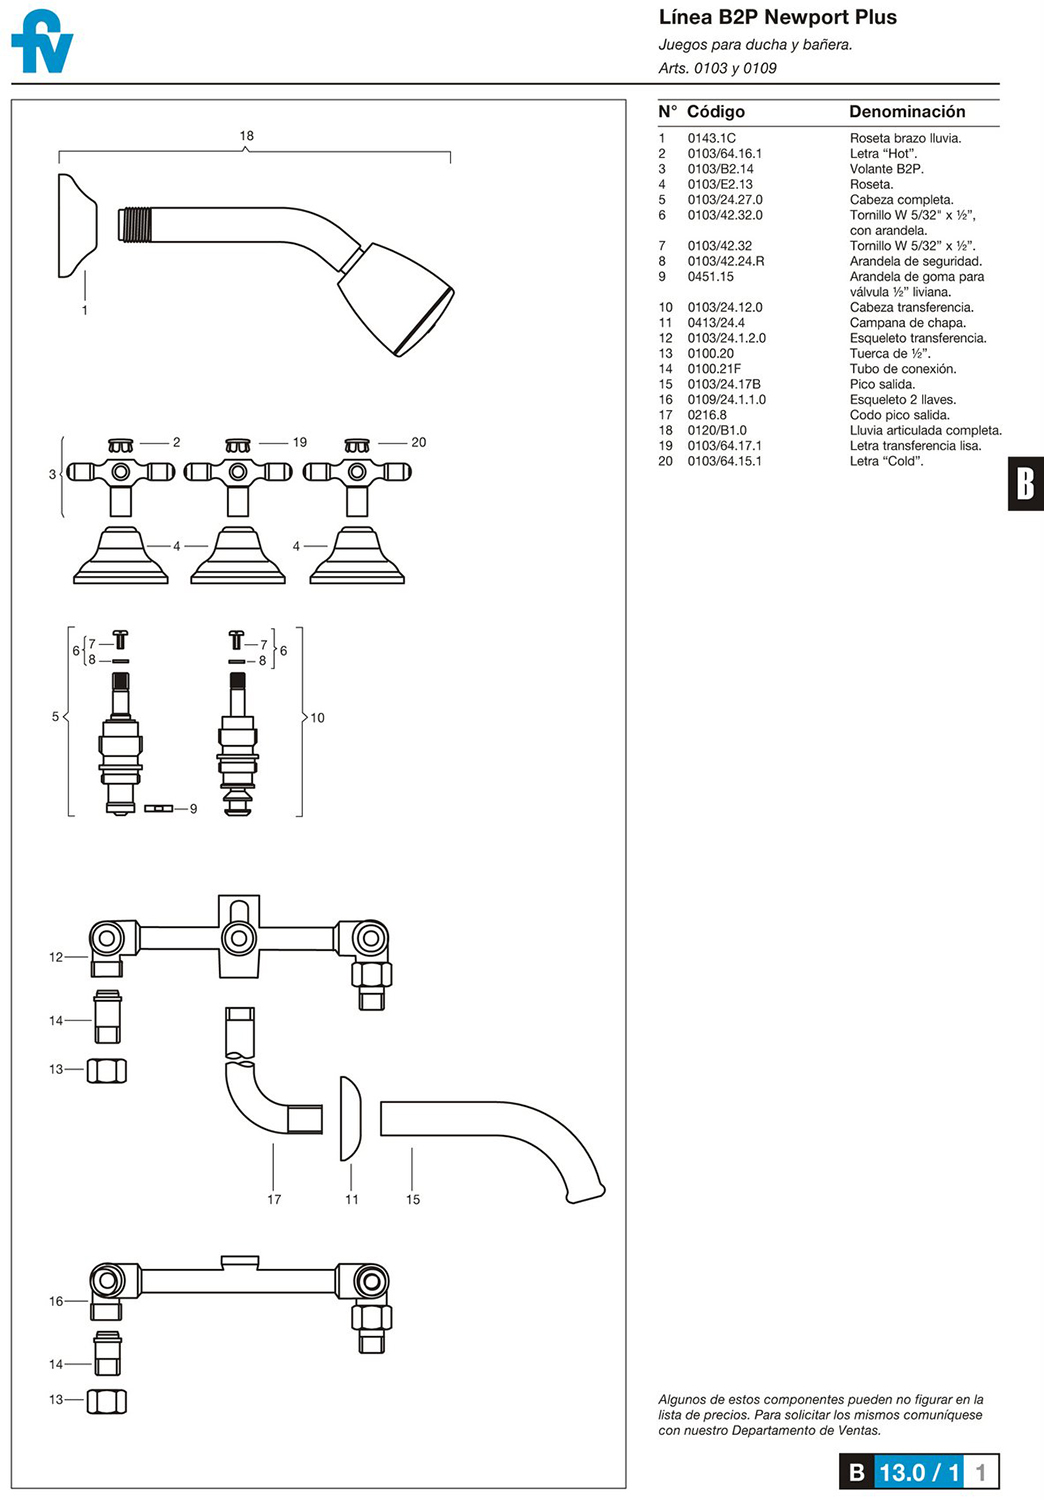 fv
Línea B2P Newport Plus
Juegos para ducha y bañera.
Arts. 0103 y 0109
N° Código Denominación
1 0143.1C Roseta brazo lluvia.
2 0103/64.16.1 Letra “Hot”.
3 0103/B2.14 Volante B2P.
4 0103/E2.13 Roseta.
5 0103/24.27.0 Cabeza completa.
6 0103/42.32.0 Tornillo W 5/32" x ½”,
con arandela.
7 0103/42.32 Tornillo W 5/32” x ½”.
8 0103/42.24.R Arandela de seguridad.
9 0451.15 Arandela de goma para
válvula ½” liviana.
10 0103/24.12.0 Cabeza transferencia.
11 0413/24.4 Campana de chapa.
12 0103/24.1.2.0 Esqueleto transferencia.
13 0100.20 Tuerca de ½”.
14 0100.21F Tubo de conexión.
15 0103/24.17B Pico salida.
16 0109/24.1.1.0 Esqueleto 2 llaves.
17 0216.8 Codo pico salida.
18 0120/B1.0 Lluvia articulada completa.
19 0103/64.17.1 Letra transferencia lisa.
20 0103/64.15.1 Letra “Cold”.
B
18
1
2 19 20
3
4 4
7 7
6 6
8 8
5 10
9
12
14
13
17 11 15
16
14
13
Algunos de estos componentes pueden no figurar en la
lista de precios. Para solicitar los mismos comuníquese
con nuestro Departamento de Ventas.
B 13.0 / 1 1